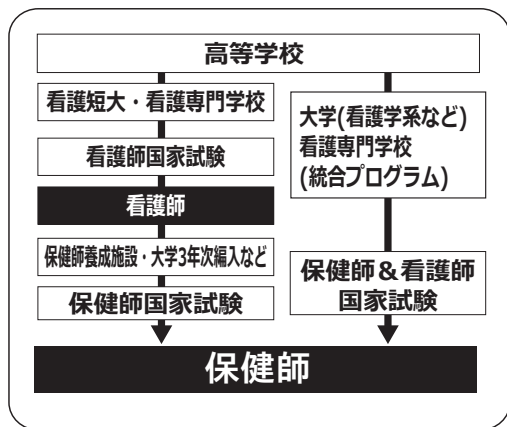 高等学校
看護短大・看護専門学校
看護師国家試験
看護師
保健師養成施設・大学3年次編入など
保健師国家試験
大学(看護学系など)
看護専門学校
(統合プログラム)
保健師＆看護師
国家試験
保健師